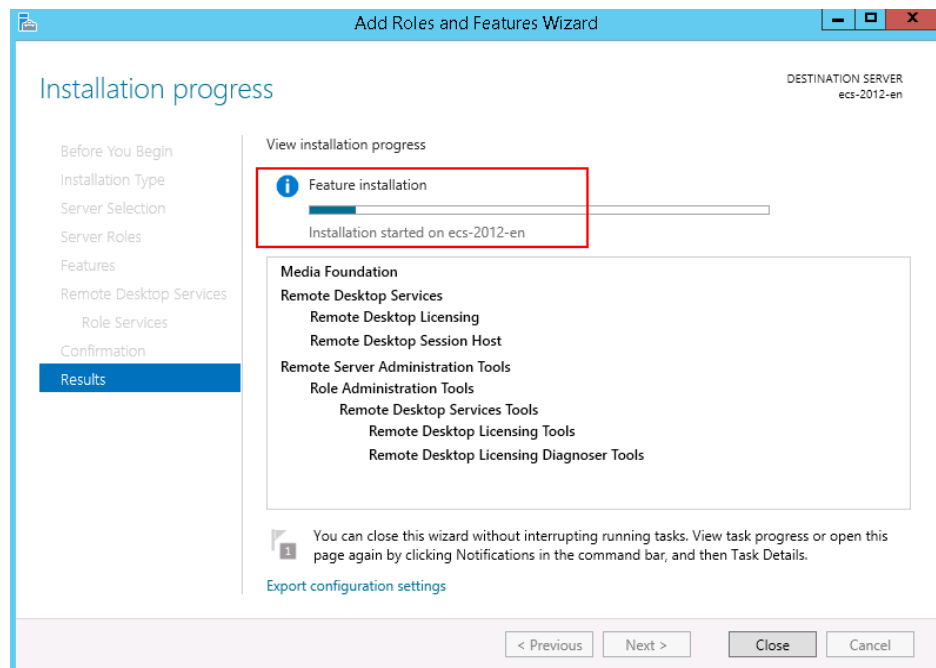 Add Roles and Features Wizard
Installation progress
DESTINATION SERVER
ecs-2012-en
Before You Begin
Installation Type
Server Selection
Server Roles
Features
Remote Desktop Services
Role Services
Confirmation
Results
View installation progress
Feature installation
Installation started on ecs-2012-en
Media Foundation
Remote Desktop Services
Remote Desktop Licensing
Remote Desktop Session Host
Remote Server Administration Tools
Role Administration Tools
Remote Desktop Services Tools
Remote Desktop Licensing Tools
Remote Desktop Licensing Diagnoser Tools
1
You can close this wizard without interrupting running tasks. View task progress or open this
page again by clicking Notifications in the command bar, and then Task Details.
Export configuration settings
< Previous
Next >
Close
Cancel